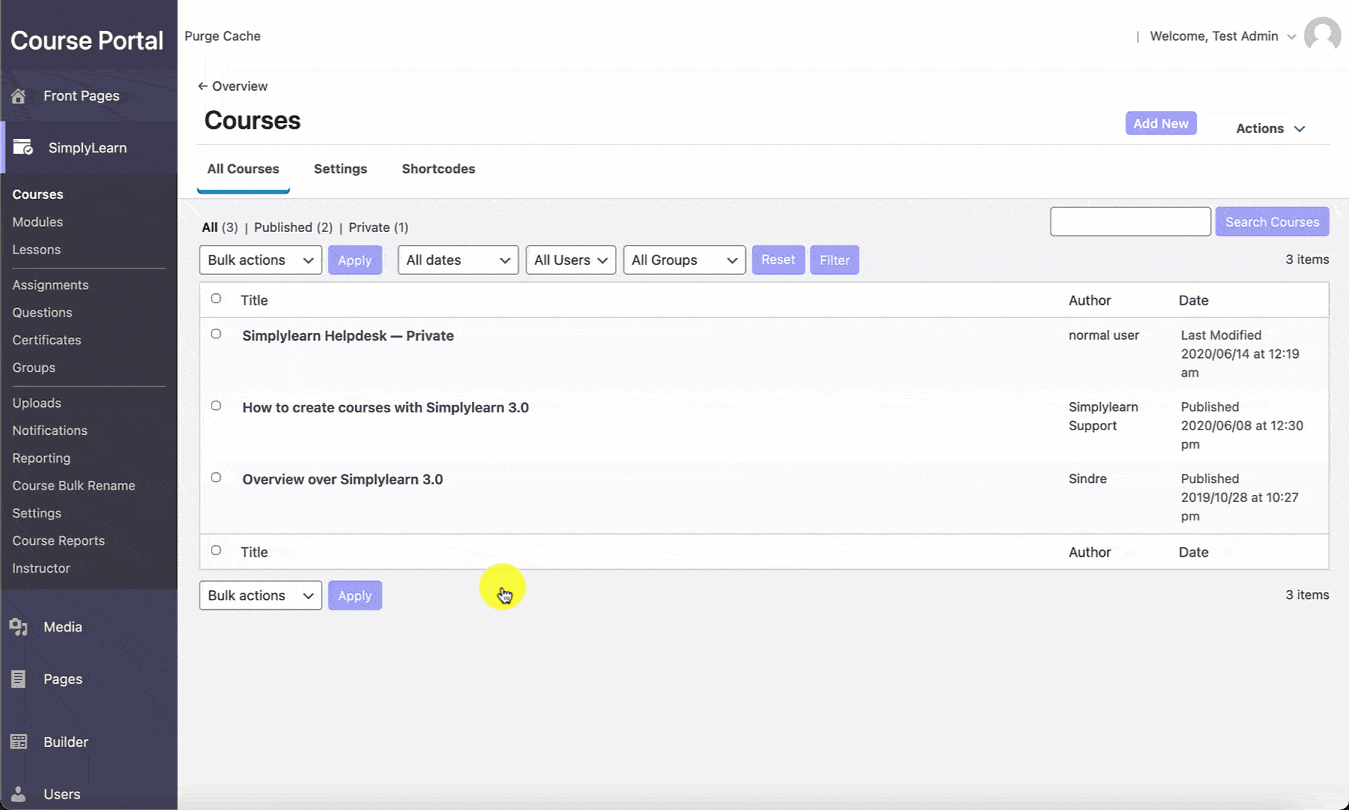 Course Portal
Front Pages
SimplyLearn
Courses
Modules
Lessons
Assignments
Questions
Certificates
Groups
Uploads
Notifications
Reporting
Course Bulk Rename
Settings
Course Reports
Instructor
Media
Pages
Builder
Users
Purge Cache
| Welcome, Test Admin
← Overview
Courses
Add New
Actions
All Courses Settings Shortcodes
All (3) | Published (2) | Private (1)
Search Courses
Bulk actions Apply All dates All Users All Groups Reset Filter 3 items
Title Author Date
Simplylearn Helpdesk — Private normal user Last Modified
2020/06/14 at 12:19
am
How to create courses with Simplylearn 3.0 Simplylearn Published
Support 2020/06/08 at 12:30
pm
Overview over Simplylearn 3.0 Sindre Published
2019/10/28 at 10:27
pm
Title Author Date
Bulk actions Apply 3 items